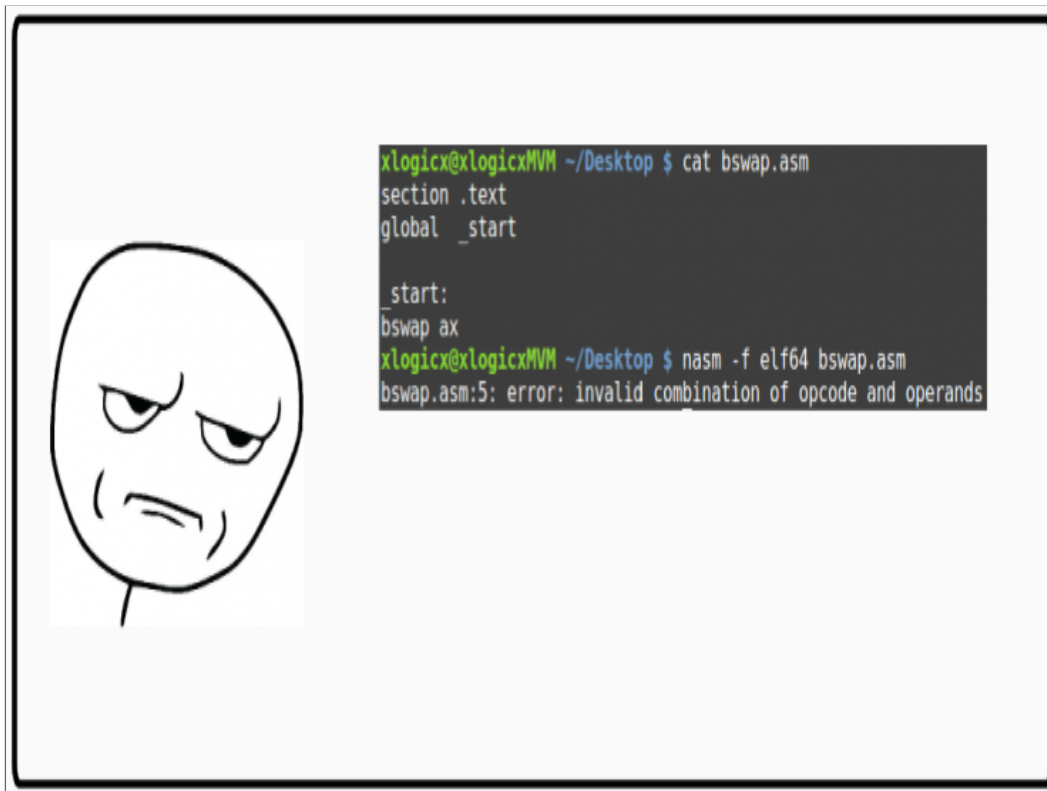 xlogicx@xlogicxMVM ~/Desktop $ cat bswap.asm
section .text
global _start
_start:
bswap ax
xlogicx@xlogicxMVM ~/Desktop $ nasm -f elf64 bswap.asm
bswap.asm:5: error: invalid combination of opcode and operands